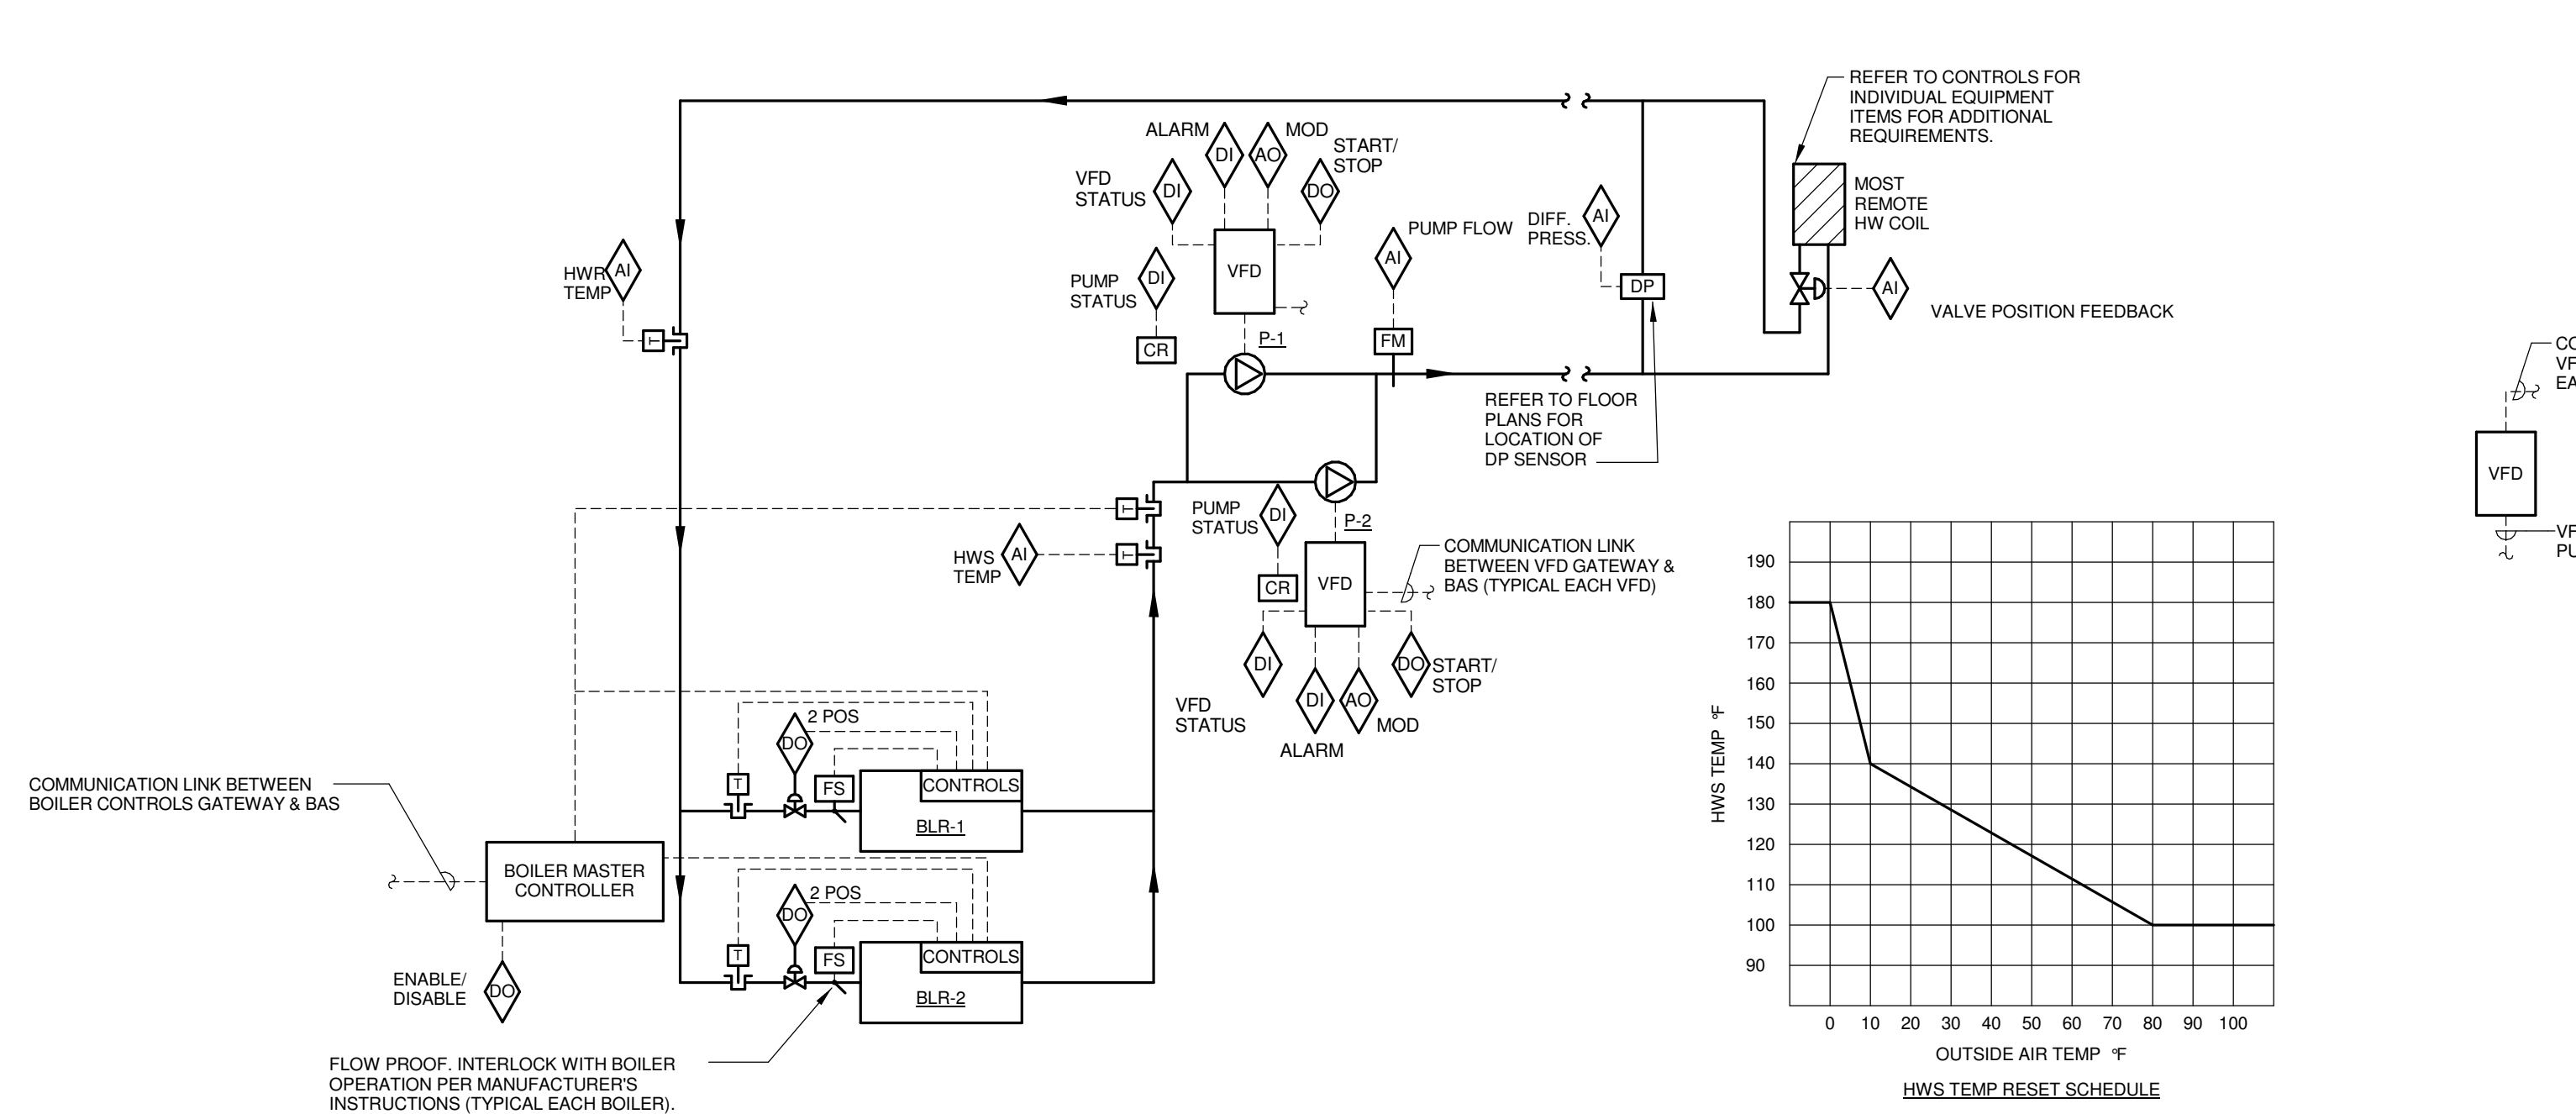 REFER TO CONTROLS FOR
INDIVIDUAL EQUIPMENT
ITEMS FOR ADDITIONAL
REQUIREMENTS.
ALARM
DI
AO
MOD
START/
STOP
VFD
STATUS
DI
DO
MOST
REMOTE
HW COIL
DIFF.
PRESS.
AI
PUMP FLOW
AI
HWR
TEMP
AI
T
PUMP
STATUS
DI
VFD
DP
AI
VALVE POSITION FEEDBACK
CR
P-1
FM
REFER TO FLOOR
PLANS FOR
LOCATION OF
DP SENSOR
CO
VF
EA
VFD
VF
PU
T
PUMP
STATUS
DI
P-2
HWS
TEMP
AI
T
CR
VFD
COMMUNICATION LINK
BETWEEN VFD GATEWAY &
BAS (TYPICAL EACH VFD)
DI
DO
START/
STOP
VFD
STATUS
DI
AO
MOD
ALARM
2 POS
DO
T
FS
CONTROLS
BLR-1
COMMUNICATION LINK BETWEEN
BOILER CONTROLS GATEWAY & BAS
BOILER MASTER
CONTROLLER
2 POS
DO
T
FS
CONTROLS
BLR-2
ENABLE/
DISABLE
DO
FLOW PROOF. INTERLOCK WITH BOILER
OPERATION PER MANUFACTURER'S
INSTRUCTIONS (TYPICAL EACH BOILER).
HWS TEMP °F
190
180
170
160
150
140
130
120
110
100
90
0 10 20 30 40 50 60 70 80 90 100
OUTSIDE AIR TEMP °F
HWS TEMP RESET SCHEDULE